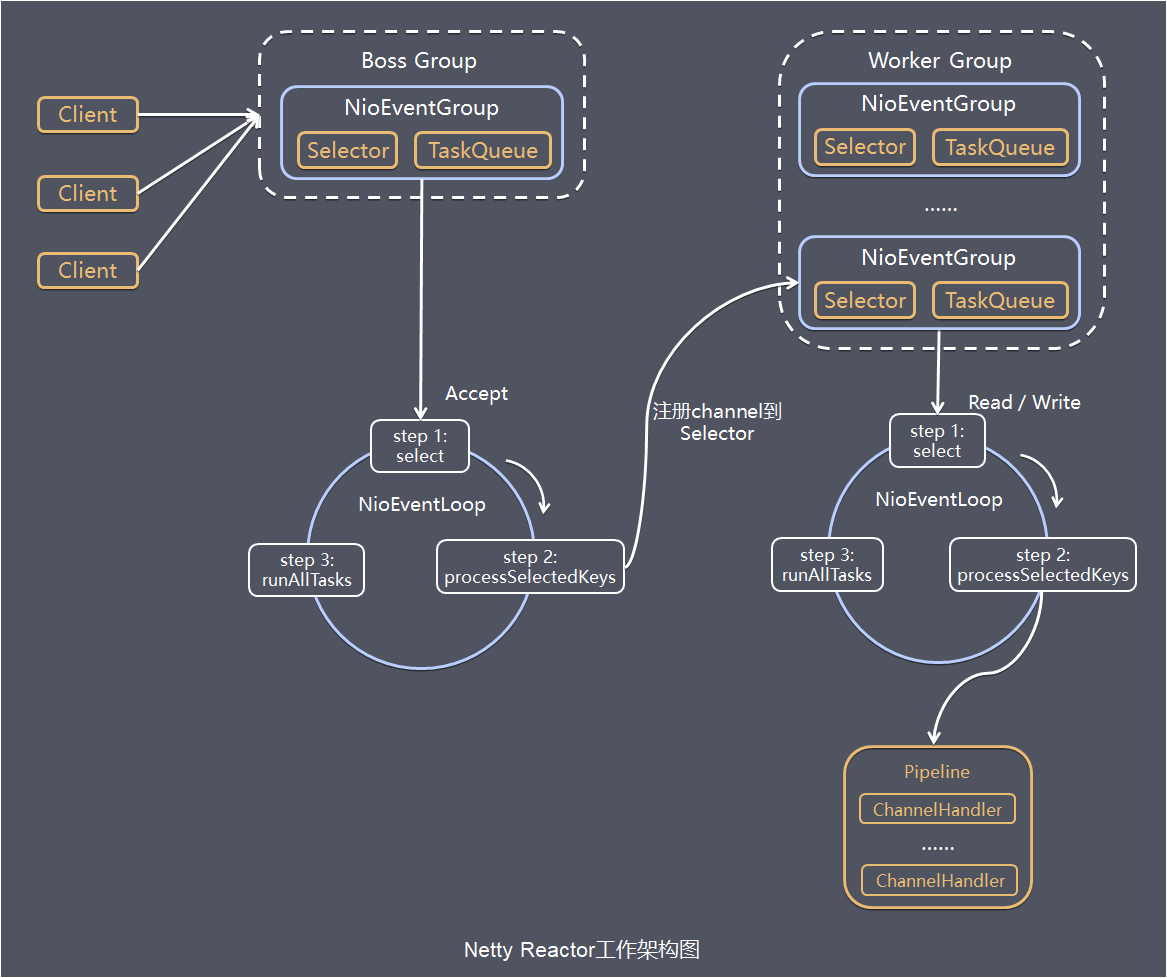 Client
Client
Client
Boss Group
NioEventGroup
Selector
TaskQueue
Accept
step 1:
select
NioEventLoop
step 2:
processSelectedKeys
step 3:
runAllTasks
注册channel到
Selector
Worker Group
NioEventGroup
Selector
TaskQueue
......
NioEventGroup
Selector
TaskQueue
Read / Write
step 1:
select
NioEventLoop
step 2:
processSelectedKeys
step 3:
runAllTasks
Pipeline
ChannelHandler
......
ChannelHandler
Netty Reactor工作架构图